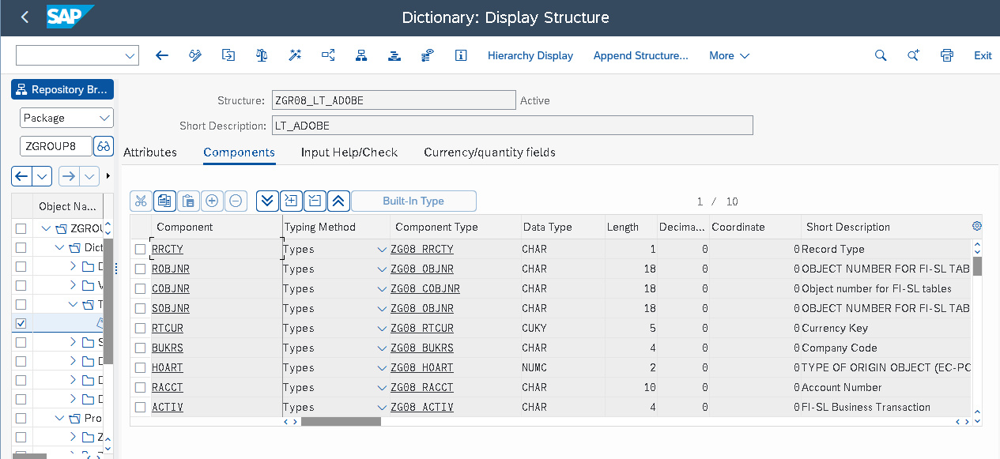 SAP
Dictionary: Display Structure
Hierarchy Display
Append Structure...
More
Exit
Repository Br...
Package
ZGROUP8
Object Na...
ZGROU
Dict
D
V
T
S
D
D
D
Pro
Z
Structure: ZGR08_LT_ADOBE Active
Short Description: LT_ADOBE
Attributes Components Input Help/Check Currency/quantity fields
Built-In Type 1 / 10
Component Typing Method Component Type Data Type Length Decima... Coordinate Short Description
RRCTY Types ZG08_RRCTY CHAR 1 0 0 Record Type
ROBJNR Types ZG08_OBJNR CHAR 18 0 0 OBJECT NUMBER FOR FI-SL TAB
COBJNR Types ZG08_COBJNR CHAR 18 0 0 Object number for FI-SL tables
SOBJNR Types ZG08_OBJNR CHAR 18 0 0 OBJECT NUMBER FOR FI-SL TAB
RTCUR Types ZG08_RTCUR CUKY 5 0 0 Currency Key
BUKRS Types ZG08_BUKRS CHAR 4 0 0 Company Code
HOART Types ZG08_HOART NUMC 2 0 0 TYPE OF ORIGIN OBJECT (EC-PC
RACCT Types ZG08_RACCT CHAR 10 0 0 Account Number
ACTIV Types ZG08_ACTIV CHAR 4 0 0 FI-SL Business Transaction